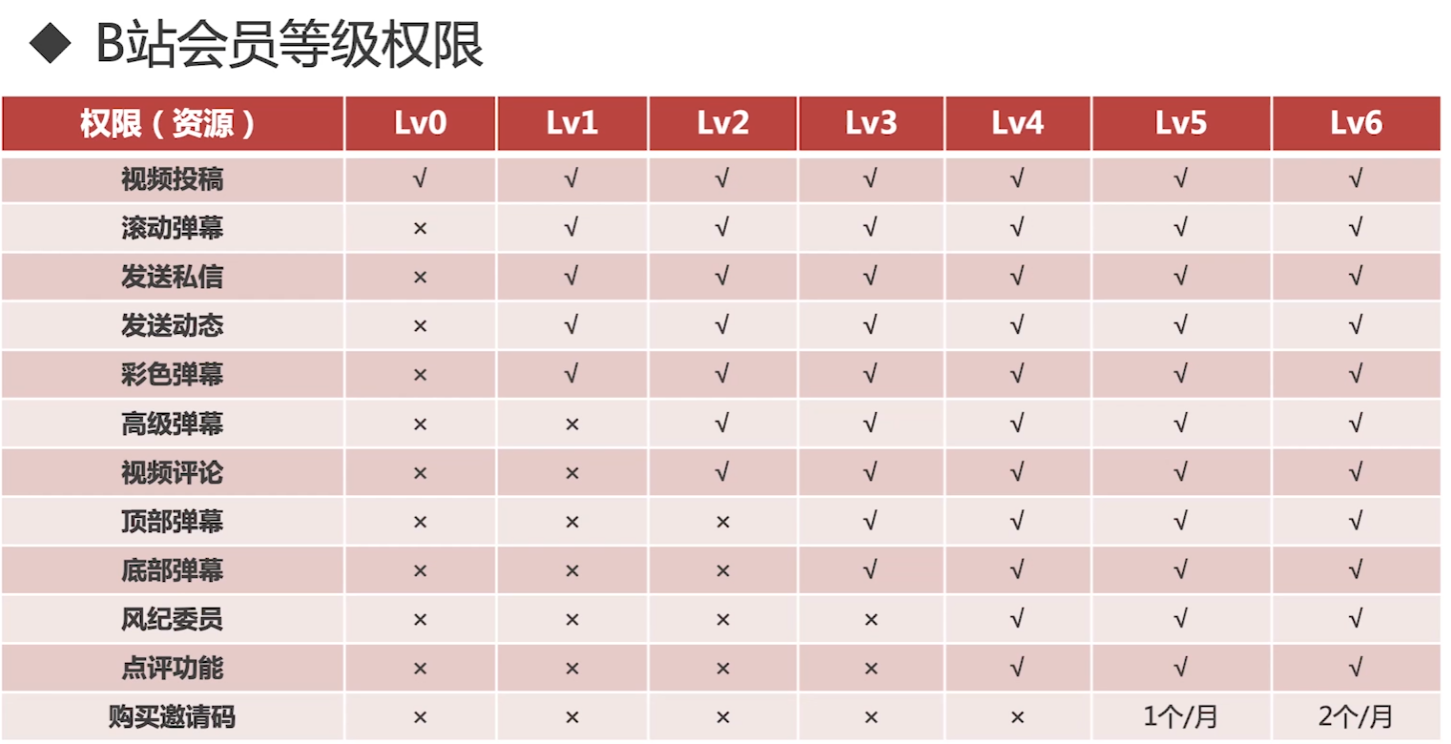 ◆ B站会员等级权限
权限（资源） Lv0 Lv1 Lv2 Lv3 Lv4 Lv5 Lv6
视频投稿 √ √ √ √ √ √ √
滚动弹幕 × √ √ √ √ √ √
发送私信 × √ √ √ √ √ √
发送动态 × √ √ √ √ √ √
彩色弹幕 × √ √ √ √ √ √
高级弹幕 × × √ √ √ √ √
视频评论 × × √ √ √ √ √
顶部弹幕 × × × √ √ √ √
底部弹幕 × × × √ √ √ √
风纪委员 × × × × √ √ √
点评功能 × × × × √ √ √
购买邀请码 × × × × × 1个/月 2个/月